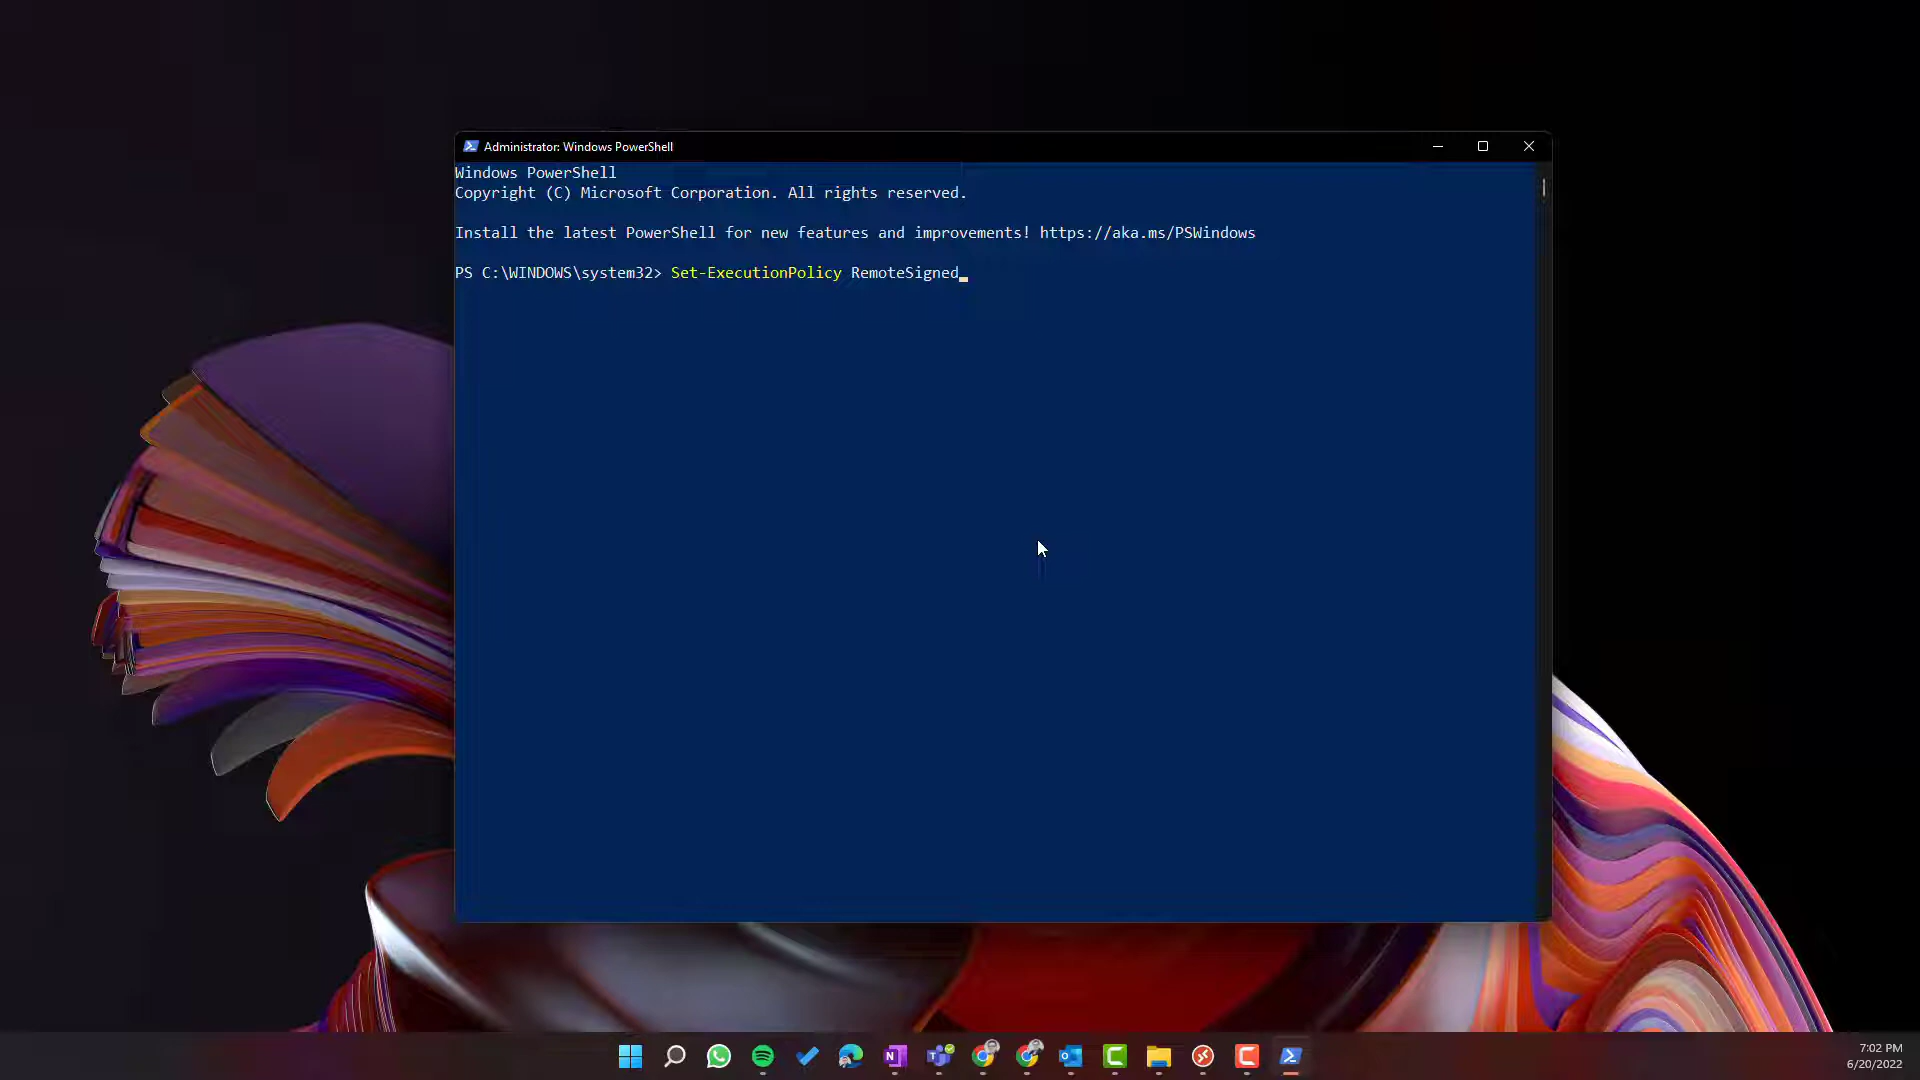 Administrator: Windows PowerShell
Windows PowerShell
Copyright (C) Microsoft Corporation. All rights reserved.
Install the latest PowerShell for new features and improvements! https://aka.ms/PSWindows
PS C:\WINDOWS\system32> Set-ExecutionPolicy RemoteSigned
7:02 PM
6/20/2022